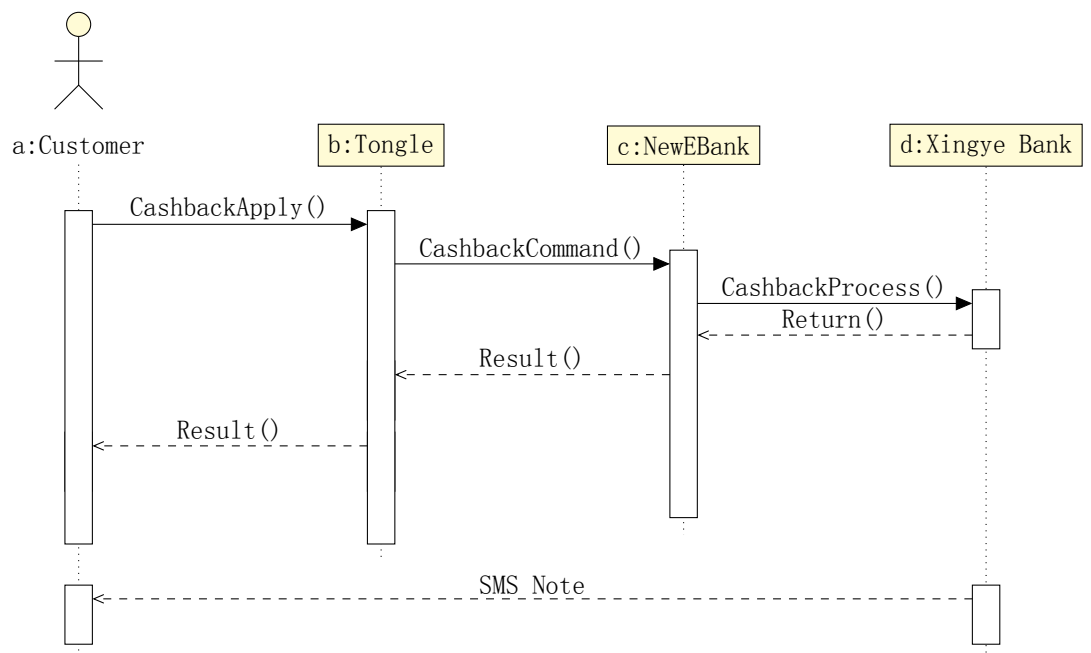 a:Customer
b:Tongle
c:NewEBank
d:Xingye Bank
CashbackApply()
CashbackCommand()
CashbackProcess()
Return()
Result()
Result()
SMS Note